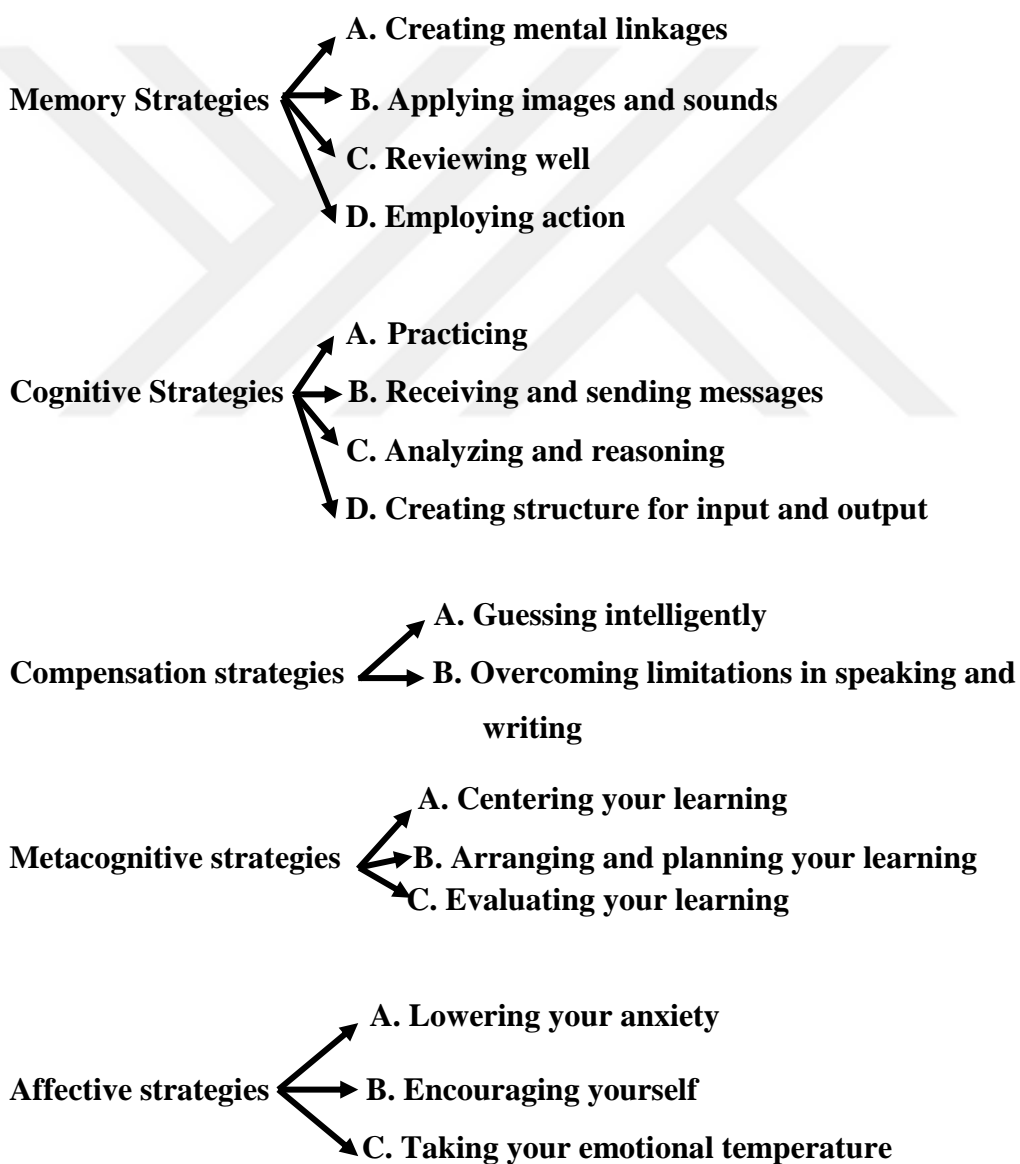 A. Creating mental linkages
Memory Strategies B. Applying images and sounds
C. Reviewing well
D. Employing action
A. Practicing
Cognitive Strategies B. Receiving and sending messages
C. Analyzing and reasoning
D. Creating structure for input and output
A. Guessing intelligently
Compensation strategies B. Overcoming limitations in speaking and
writing
A. Centering your learning
Metacognitive strategies B. Arranging and planning your learning
C. Evaluating your learning
A. Lowering your anxiety
Affective strategies B. Encouraging yourself
C. Taking your emotional temperature